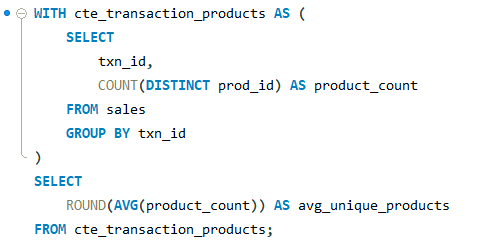 WITH cte_transaction_products AS (
SELECT
txn_id,
COUNT(DISTINCT prod_id) AS product_count
FROM sales
GROUP BY txn_id
)
SELECT
ROUND(AVG(product_count)) AS avg_unique_products
FROM cte_transaction_products;